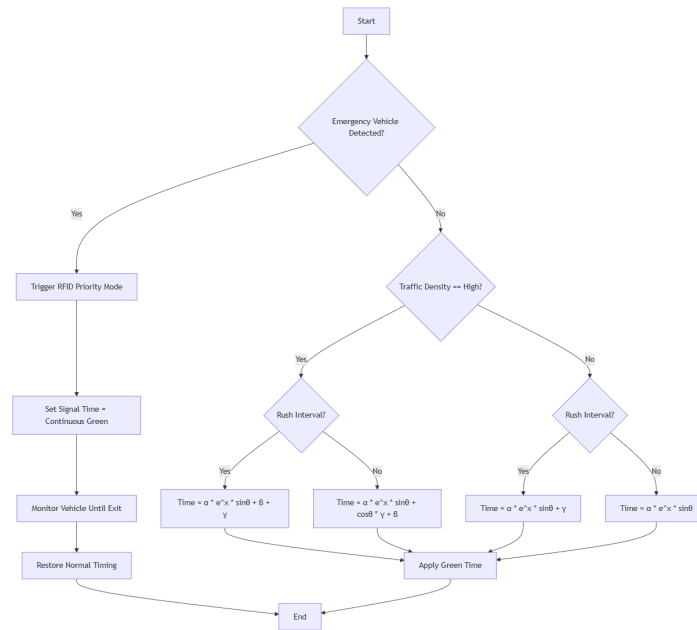 Start
Emergency Vehicle
Detected?
Yes
No
Trigger RFID Priority Mode
Traffic Density == High?
Yes
No
Set Signal Time =
Continuous Green
Rush Interval?
Rush Interval?
Yes
No
Yes
No
Monitor Vehicle Until Exit
Time = α * e^x * sinθ + β +
γ
Time = α * e^x * sinθ +
cosθ * γ + β
Time = α * e^x * sinθ + γ
Time = α * e^x * sinθ
Restore Normal Timing
Apply Green Time
End